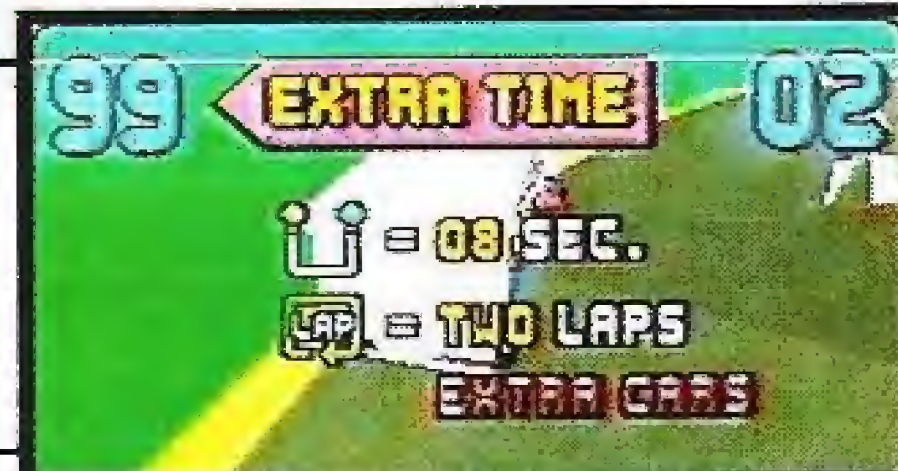 99 EXTRA TIME 02
= 08 SEC.
LAP = TWO LAPS
EXTRA CARS